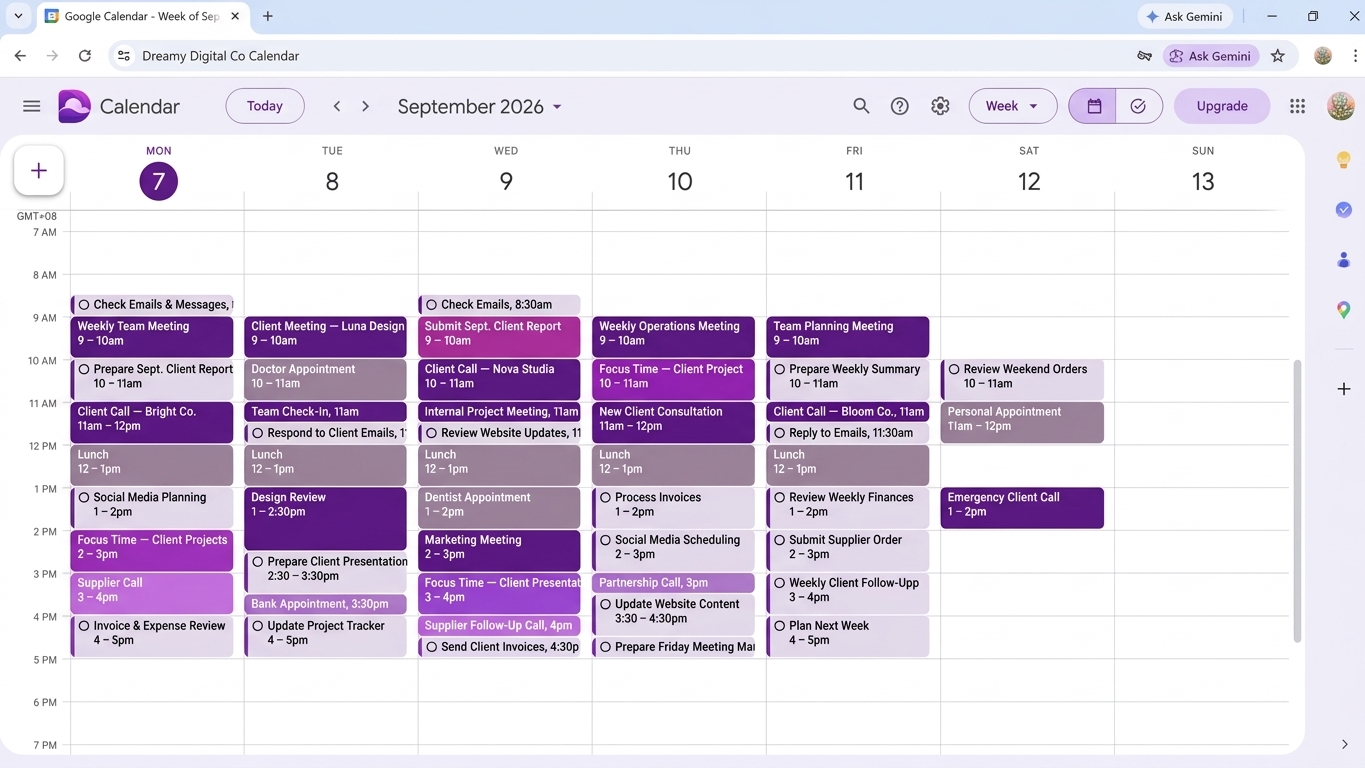 Google Calendar - Week of Sep
Ask Gemini
Dreamy Digital Co Calendar
Ask Gemini
Calendar
Today
September 2026
Week
Upgrade
MON
7
TUE
8
WED
9
THU
10
FRI
11
SAT
12
SUN
13
GMT+08
7 AM
8 AM
9 AM
10 AM
11 AM
12 PM
1 PM
2 PM
3 PM
4 PM
5 PM
6 PM
7 PM
Check Emails & Messages,
Weekly Team Meeting
9 – 10am
Prepare Sept. Client Report
10 – 11am
Client Call — Bright Co.
11am – 12pm
Lunch
12 – 1pm
Social Media Planning
1 – 2pm
Focus Time — Client Projects
2 – 3pm
Supplier Call
3 – 4pm
Invoice & Expense Review
4 – 5pm
Client Meeting — Luna Design
9 – 10am
Doctor Appointment
10 – 11am
Team Check-In, 11am
Respond to Client Emails, 1
Lunch
12 – 1pm
Design Review
1 – 2:30pm
Prepare Client Presentation
2:30 – 3:30pm
Bank Appointment, 3:30pm
Update Project Tracker
4 – 5pm
Check Emails, 8:30am
Submit Sept. Client Report
9 – 10am
Client Call — Nova Studia
10 – 11am
Internal Project Meeting, 11am
Review Website Updates, 11
Lunch
12 – 1pm
Dentist Appointment
1 – 2pm
Marketing Meeting
2 – 3pm
Focus Time — Client Presentat
3 – 4pm
Supplier Follow-Up Call, 4pm
Send Client Invoices, 4:30p
Weekly Operations Meeting
9 – 10am
Focus Time — Client Project
10 – 11am
New Client Consultation
11am – 12pm
Lunch
12 – 1pm
Process Invoices
1 – 2pm
Social Media Scheduling
2 – 3pm
Partnership Call, 3pm
Update Website Content
3:30 – 4:30pm
Prepare Friday Meeting Mar
Team Planning Meeting
9 – 10am
Prepare Weekly Summary
10 – 11am
Client Call — Bloom Co., 11am
Reply to Emails, 11:30am
Lunch
12 – 1pm
Review Weekly Finances
1 – 2pm
Submit Supplier Order
2 – 3pm
Weekly Client Follow-Upp
3 – 4pm
Plan Next Week
4 – 5pm
Review Weekend Orders
10 – 11am
Personal Appointment
11am – 12pm
Emergency Client Call
1 – 2pm